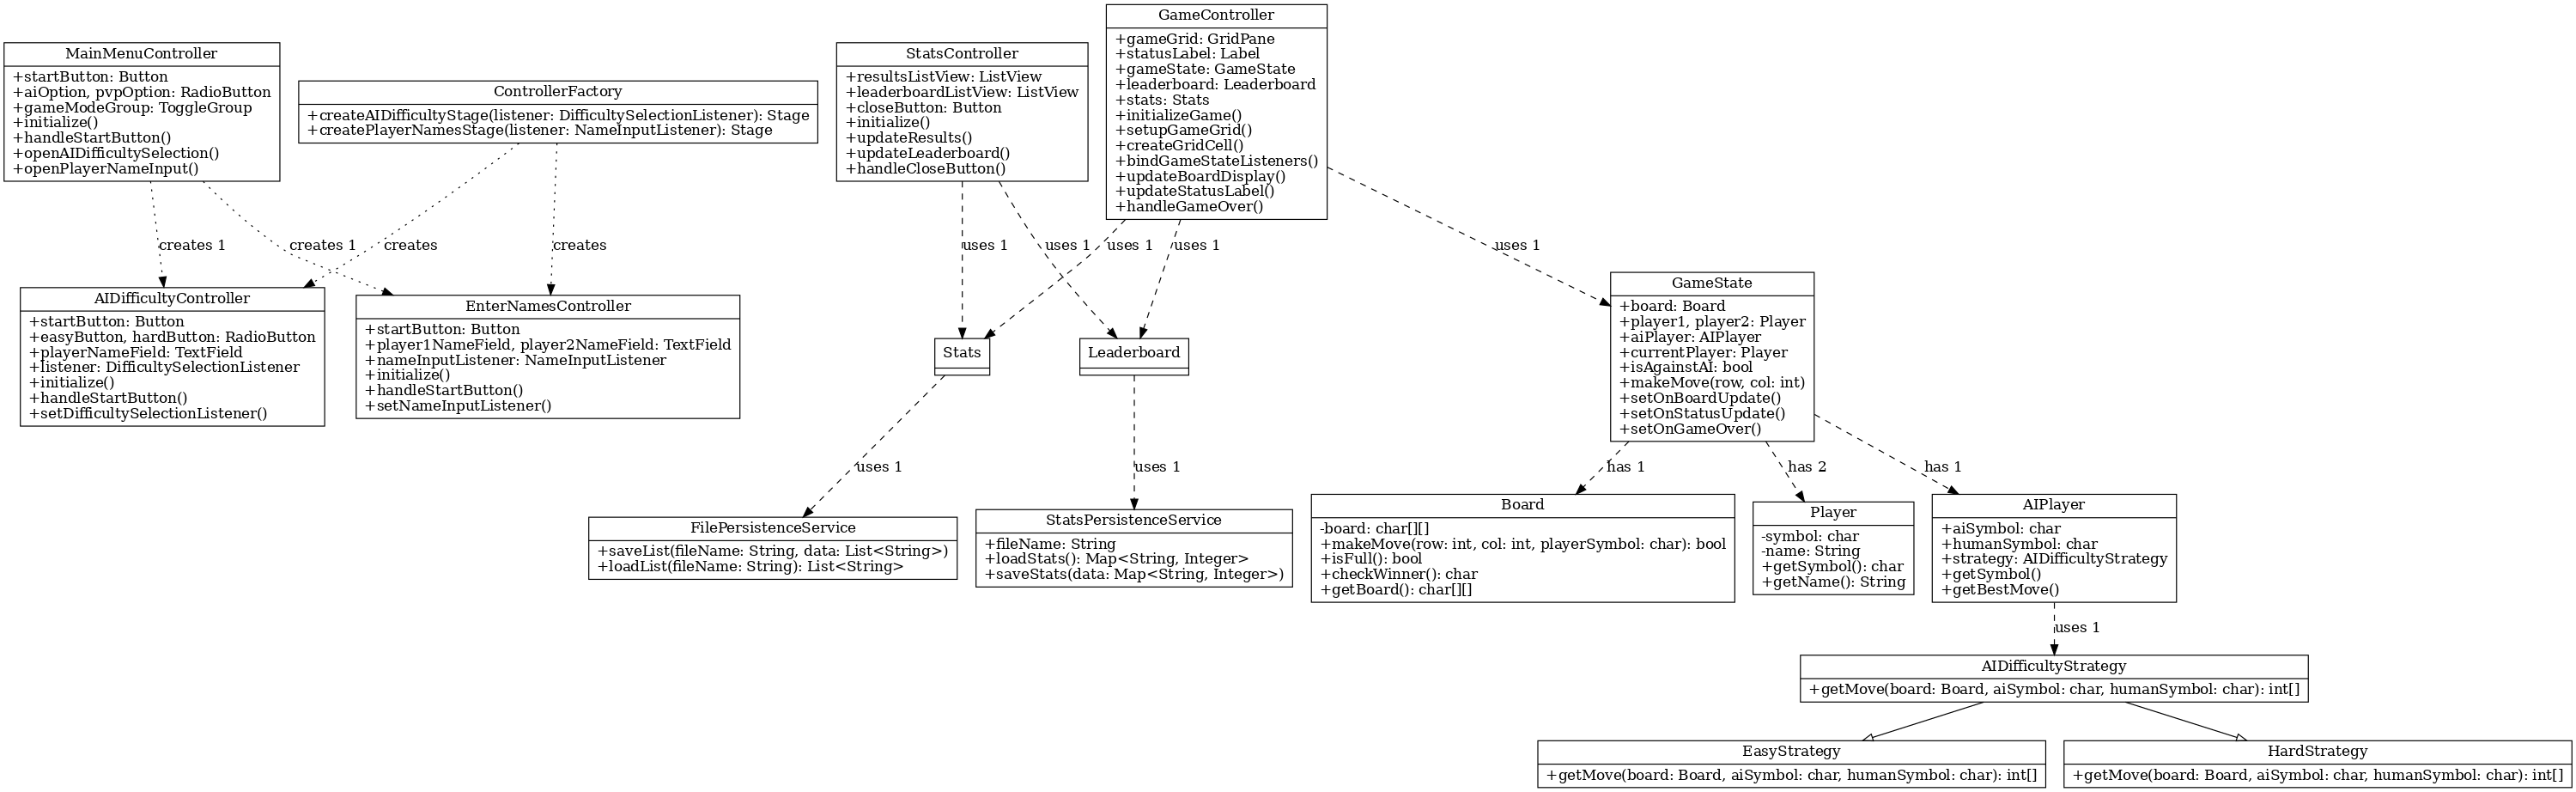 MainMenuController
+startButton: Button
+aiOption, pvpOption: RadioButton
+gameModeGroup: ToggleGroup
+initialize()
+handleStartButton()
+openAIDifficultySelection()
+openPlayerNameInput()
ControllerFactory
+createAIDifficultyStage(listener: DifficultySelectionListener): Stage
+createPlayerNamesStage(listener: NameInputListener): Stage
StatsController
+resultsListView: ListView
+leaderboardListView: ListView
+closeButton: Button
+initialize()
+updateResults()
+updateLeaderboard()
+handleCloseButton()
GameController
+gameGrid: GridPane
+statusLabel: Label
+gameState: GameState
+leaderboard: Leaderboard
+stats: Stats
+initializeGame()
+setupGameGrid()
+createGridCell()
+bindGameStateListeners()
+updateBoardDisplay()
+updateStatusLabel()
+handleGameOver()
creates 1
creates 1
creates
creates
uses 1
uses 1
uses 1
uses 1
uses 1
AIDifficultyController
+startButton: Button
+easyButton, hardButton: RadioButton
+playerNameField: TextField
+listener: DifficultySelectionListener
+initialize()
+handleStartButton()
+setDifficultySelectionListener()
EnterNamesController
+startButton: Button
+player1NameField, player2NameField: TextField
+nameInputListener: NameInputListener
+initialize()
+handleStartButton()
+setNameInputListener()
Stats
Leaderboard
GameState
+board: Board
+player1, player2: Player
+aiPlayer: AIPlayer
+currentPlayer: Player
+isAgainstAI: bool
+makeMove(row, col: int)
+setOnBoardUpdate()
+setOnStatusUpdate()
+setOnGameOver()
uses 1
uses 1
has 1
has 2
has 1
FilePersistenceService
+saveList(fileName: String, data: List<String>)
+loadList(fileName: String): List<String>
StatsPersistenceService
+fileName: String
+loadStats(): Map<String, Integer>
+saveStats(data: Map<String, Integer>)
Board
-board: char[][]
+makeMove(row: int, col: int, playerSymbol: char): bool
+isFull(): bool
+checkWinner(): char
+getBoard(): char[][]
Player
-symbol: char
-name: String
+getSymbol(): char
+getName(): String
AIPlayer
+aiSymbol: char
+humanSymbol: char
+strategy: AIDifficultyStrategy
+getSymbol()
+getBestMove()
uses 1
AIDifficultyStrategy
+getMove(board: Board, aiSymbol: char, humanSymbol: char): int[]
EasyStrategy
+getMove(board: Board, aiSymbol: char, humanSymbol: char): int[]
HardStrategy
+getMove(board: Board, aiSymbol: char, humanSymbol: char): int[]